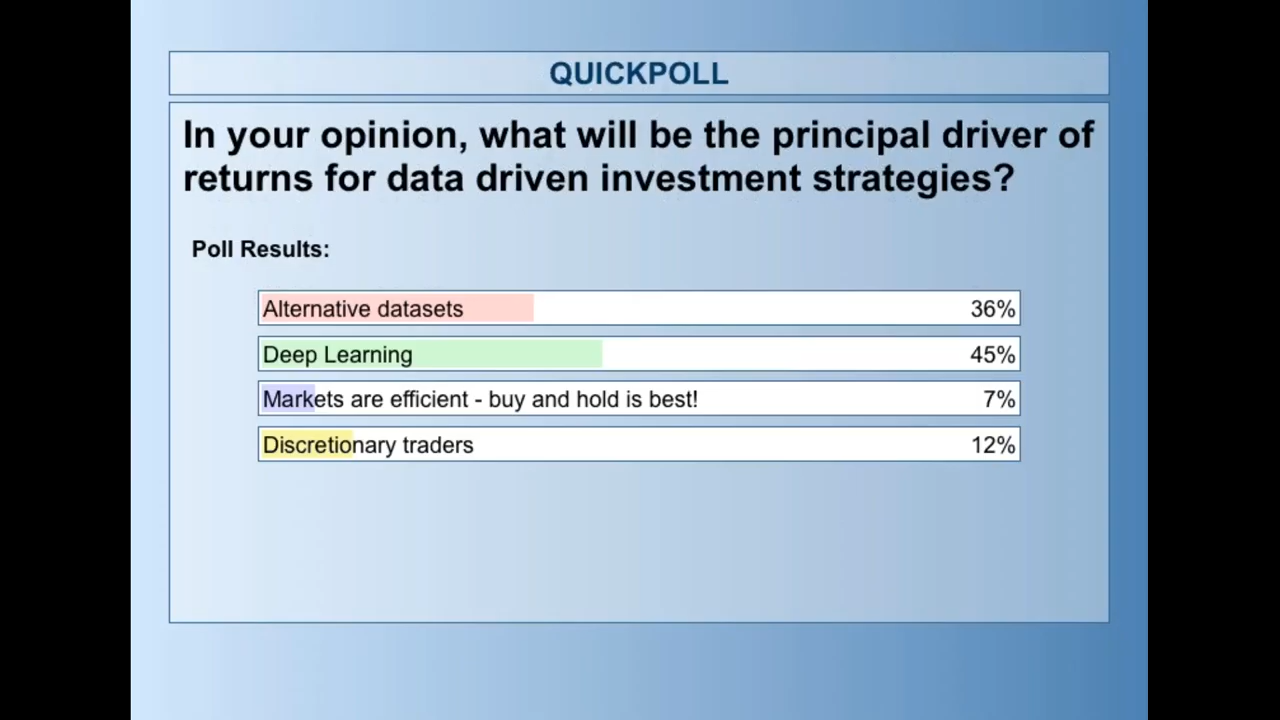 QUICKPOLL
In your opinion, what will be the principal driver of
returns for data driven investment strategies?
Poll Results:
Alternative datasets 36%
Deep Learning 45%
Markets are efficient - buy and hold is best! 7%
Discretionary traders 12%